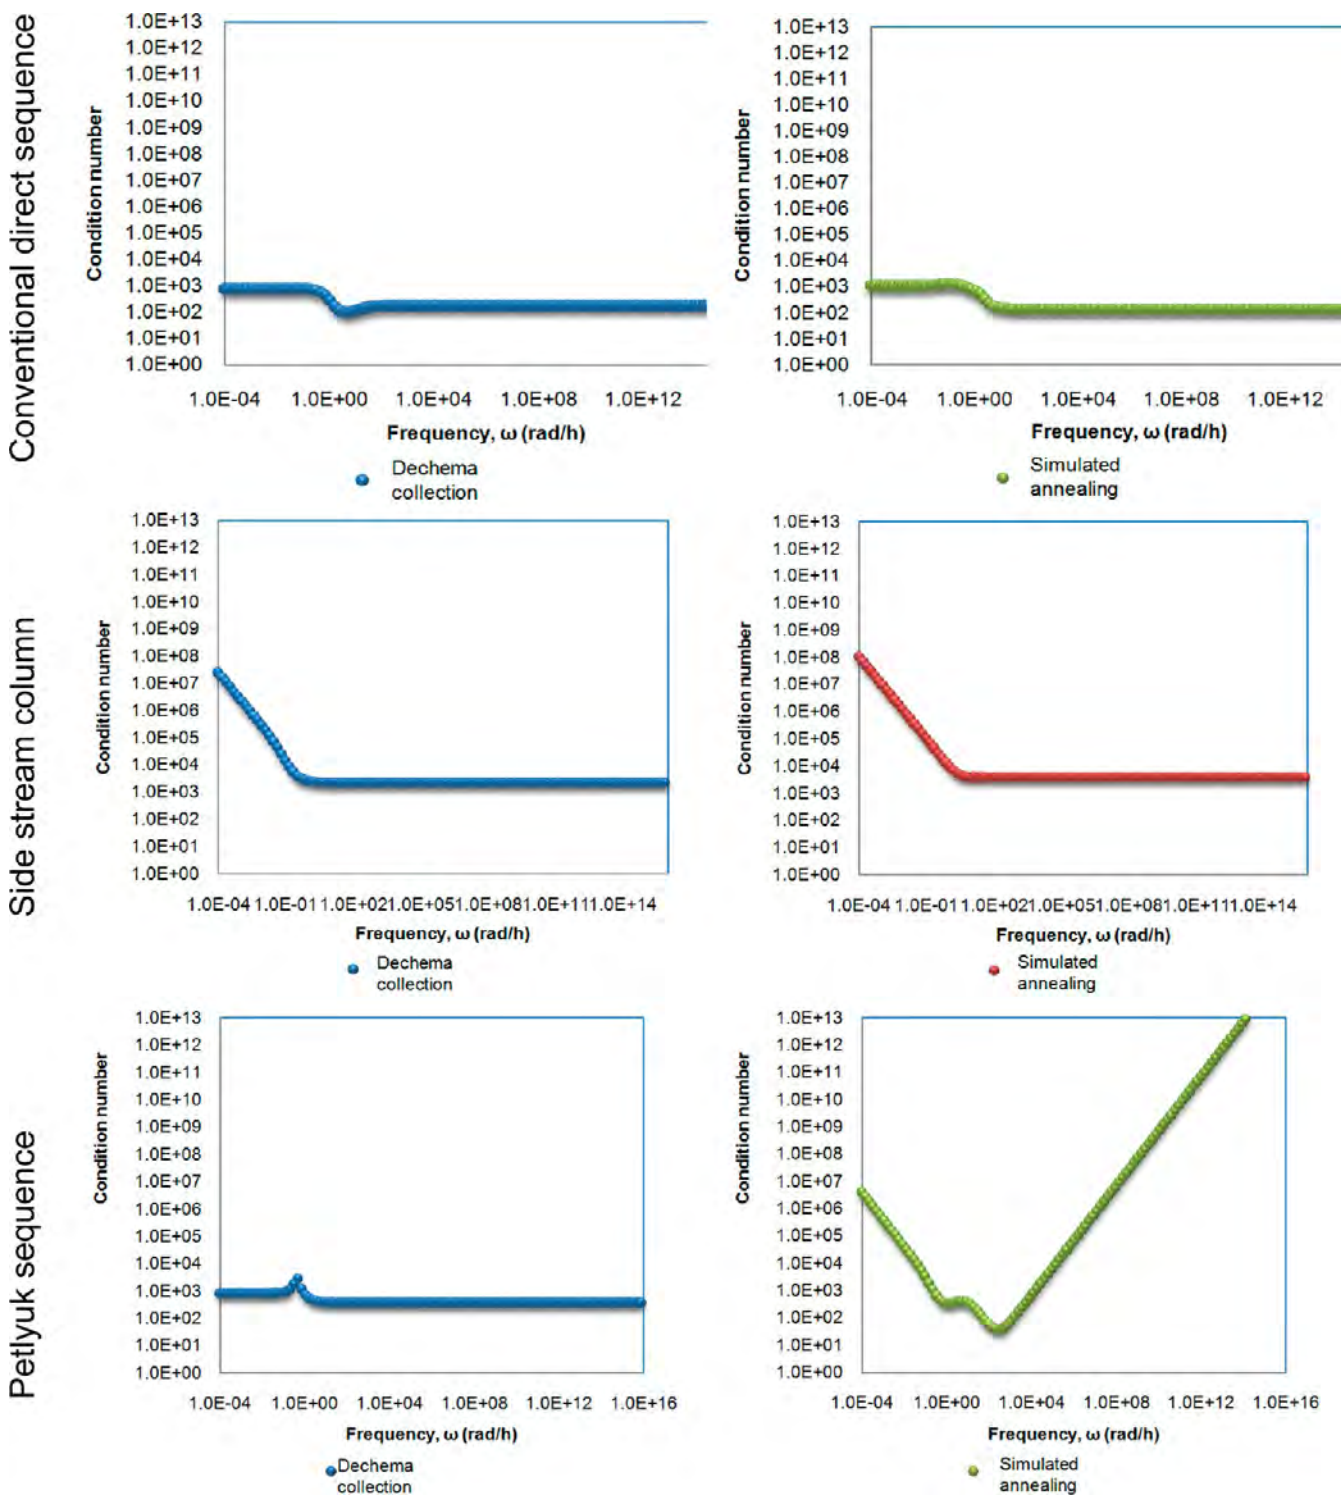 Conventional direct sequence
1.0E+13
1.0E+12
1.0E+11
1.0E+10
1.0E+09
1.0E+08
1.0E+07
1.0E+06
1.0E+05
1.0E+04
1.0E+03
1.0E+02
1.0E+01
1.0E+00
Condition number
1.0E-04 1.0E+00 1.0E+04 1.0E+08 1.0E+12
Frequency, ω (rad/h)
Dechema
collection
1.0E+13
1.0E+12
1.0E+11
1.0E+10
1.0E+09
1.0E+08
1.0E+07
1.0E+06
1.0E+05
1.0E+04
1.0E+03
1.0E+02
1.0E+01
1.0E+00
Condition number
1.0E-04 1.0E+00 1.0E+04 1.0E+08 1.0E+12
Frequency, ω (rad/h)
Simulated
annealing
Side stream column
1.0E+13
1.0E+12
1.0E+11
1.0E+10
1.0E+09
1.0E+08
1.0E+07
1.0E+06
1.0E+05
1.0E+04
1.0E+03
1.0E+02
1.0E+01
1.0E+00
Condition number
1.0E-04 1.0E-01 1.0E+021.0E+051.0E+081.0E+111.0E+14
Frequency, ω (rad/h)
Dechema
collection
1.0E+13
1.0E+12
1.0E+11
1.0E+10
1.0E+09
1.0E+08
1.0E+07
1.0E+06
1.0E+05
1.0E+04
1.0E+03
1.0E+02
1.0E+01
1.0E+00
Condition number
1.0E-04 1.0E-01 1.0E+021.0E+051.0E+081.0E+111.0E+14
Frequency, ω (rad/h)
Simulated
annealing
Petlyuk sequence
1.0E+13
1.0E+12
1.0E+11
1.0E+10
1.0E+09
1.0E+08
1.0E+07
1.0E+06
1.0E+05
1.0E+04
1.0E+03
1.0E+02
1.0E+01
1.0E+00
Condition number
1.0E-04 1.0E+00 1.0E+04 1.0E+08 1.0E+12 1.0E+16
Frequency, ω (rad/h)
Dechema
collection
1.0E+13
1.0E+12
1.0E+11
1.0E+10
1.0E+09
1.0E+08
1.0E+07
1.0E+06
1.0E+05
1.0E+04
1.0E+03
1.0E+02
1.0E+01
1.0E+00
Condition number
1.0E-04 1.0E+00 1.0E+04 1.0E+08 1.0E+12 1.0E+16
Frequency, ω (rad/h)
Simulated
annealing